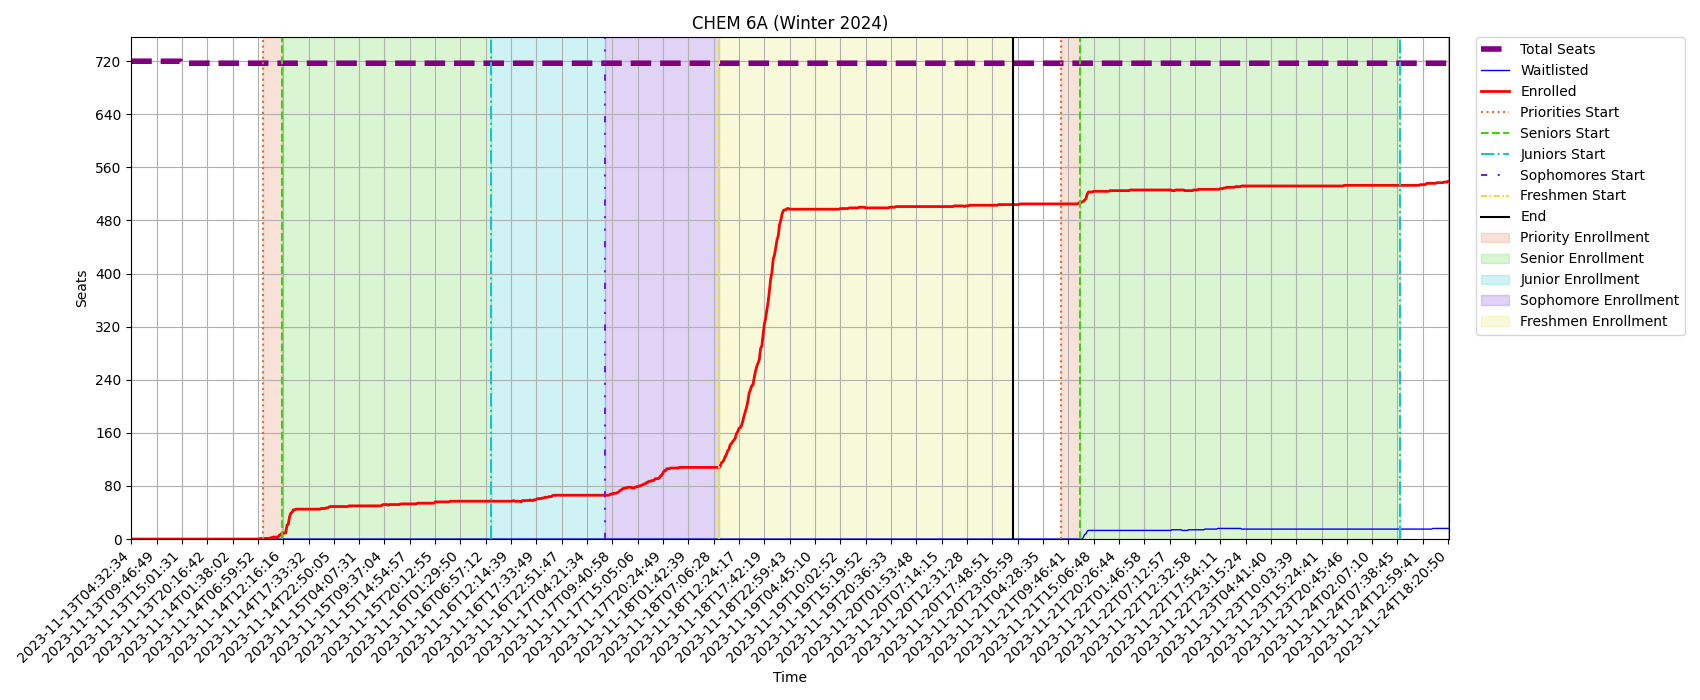 CHEM 6A (Winter 2024)
Seats
720
640
560
480
400
320
240
160
80
0
2023-11-13T04:32:34
2023-11-13T09:46:49
2023-11-13T15:01:31
2023-11-13T20:16:42
2023-11-14T01:38:02
2023-11-14T06:59:52
2023-11-14T12:16:16
2023-11-14T17:33:32
2023-11-14T22:50:05
2023-11-15T04:07:31
2023-11-15T09:37:04
2023-11-15T14:54:57
2023-11-15T20:12:55
2023-11-16T01:29:50
2023-11-16T06:57:12
2023-11-16T12:14:39
2023-11-16T17:33:49
2023-11-16T22:51:47
2023-11-17T04:21:34
2023-11-17T09:40:58
2023-11-17T15:05:06
2023-11-17T20:24:49
2023-11-18T01:42:39
2023-11-18T07:06:28
2023-11-18T12:24:17
2023-11-18T17:42:19
2023-11-18T22:59:43
2023-11-19T04:45:10
2023-11-19T10:02:52
2023-11-19T15:19:52
2023-11-19T20:36:33
2023-11-20T01:53:48
2023-11-20T07:14:15
2023-11-20T12:31:28
2023-11-20T17:48:51
2023-11-20T23:05:59
2023-11-21T04:28:35
2023-11-21T09:46:41
2023-11-21T15:06:48
2023-11-21T20:26:44
2023-11-22T01:46:58
2023-11-22T07:12:57
2023-11-22T12:32:58
2023-11-22T17:54:11
2023-11-22T23:15:24
2023-11-23T04:41:40
2023-11-23T10:03:39
2023-11-23T15:24:41
2023-11-23T20:45:46
2023-11-24T02:07:10
2023-11-24T07:38:45
2023-11-24T12:59:41
2023-11-24T18:20:50
Time
Total Seats
Waitlisted
Enrolled
Priorities Start
Seniors Start
Juniors Start
Sophomores Start
Freshmen Start
End
Priority Enrollment
Senior Enrollment
Junior Enrollment
Sophomore Enrollment
Freshmen Enrollment